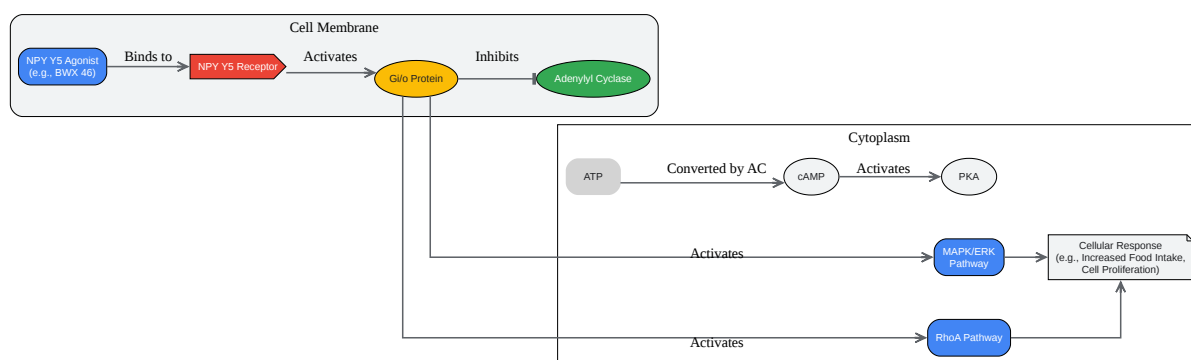 Cell Membrane
NPY Y5 Agonist
(e.g., BWX 46)
Binds to
NPY Y5 Receptor
Activates
Gi/o Protein
Inhibits
Adenylyl Cyclase
Cytoplasm
ATP
Converted by AC
cAMP
Activates
PKA
Activates
MAPK/ERK
Pathway
Cellular Response
(e.g., Increased Food Intake,
Cell Proliferation)
Activates
RhoA Pathway